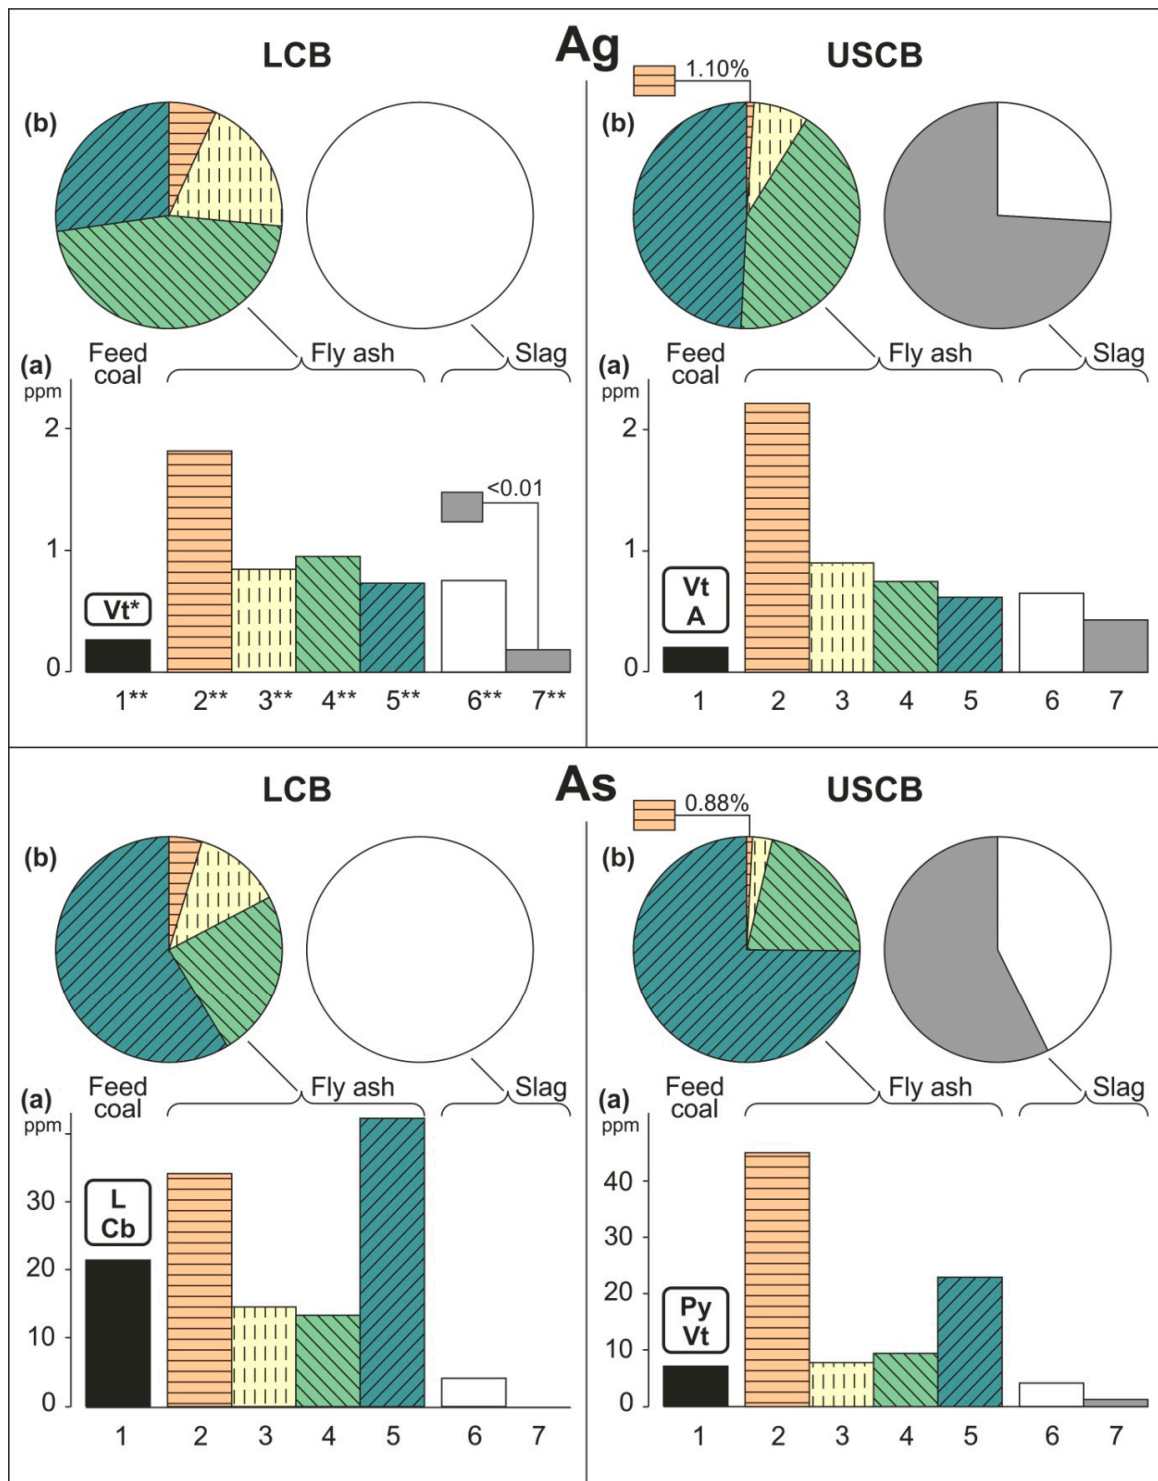 Ag
LCB
USCB
1.10%
(b)
(b)
Feed
coal
Fly ash
Slag
Feed
coal
Fly ash
Slag
(a)
ppm
2
1
0
<0.01
Vt*
1** 2** 3** 4** 5** 6** 7**
(a)
ppm
2
1
0
Vt
A
1 2 3 4 5 6 7
As
LCB
USCB
0.88%
(b)
(b)
Feed
coal
Fly ash
Slag
Feed
coal
Fly ash
Slag
(a)
ppm
30
20
10
0
L
Cb
1 2 3 4 5 6 7
(a)
ppm
40
30
20
10
0
Py
Vt
1 2 3 4 5 6 7